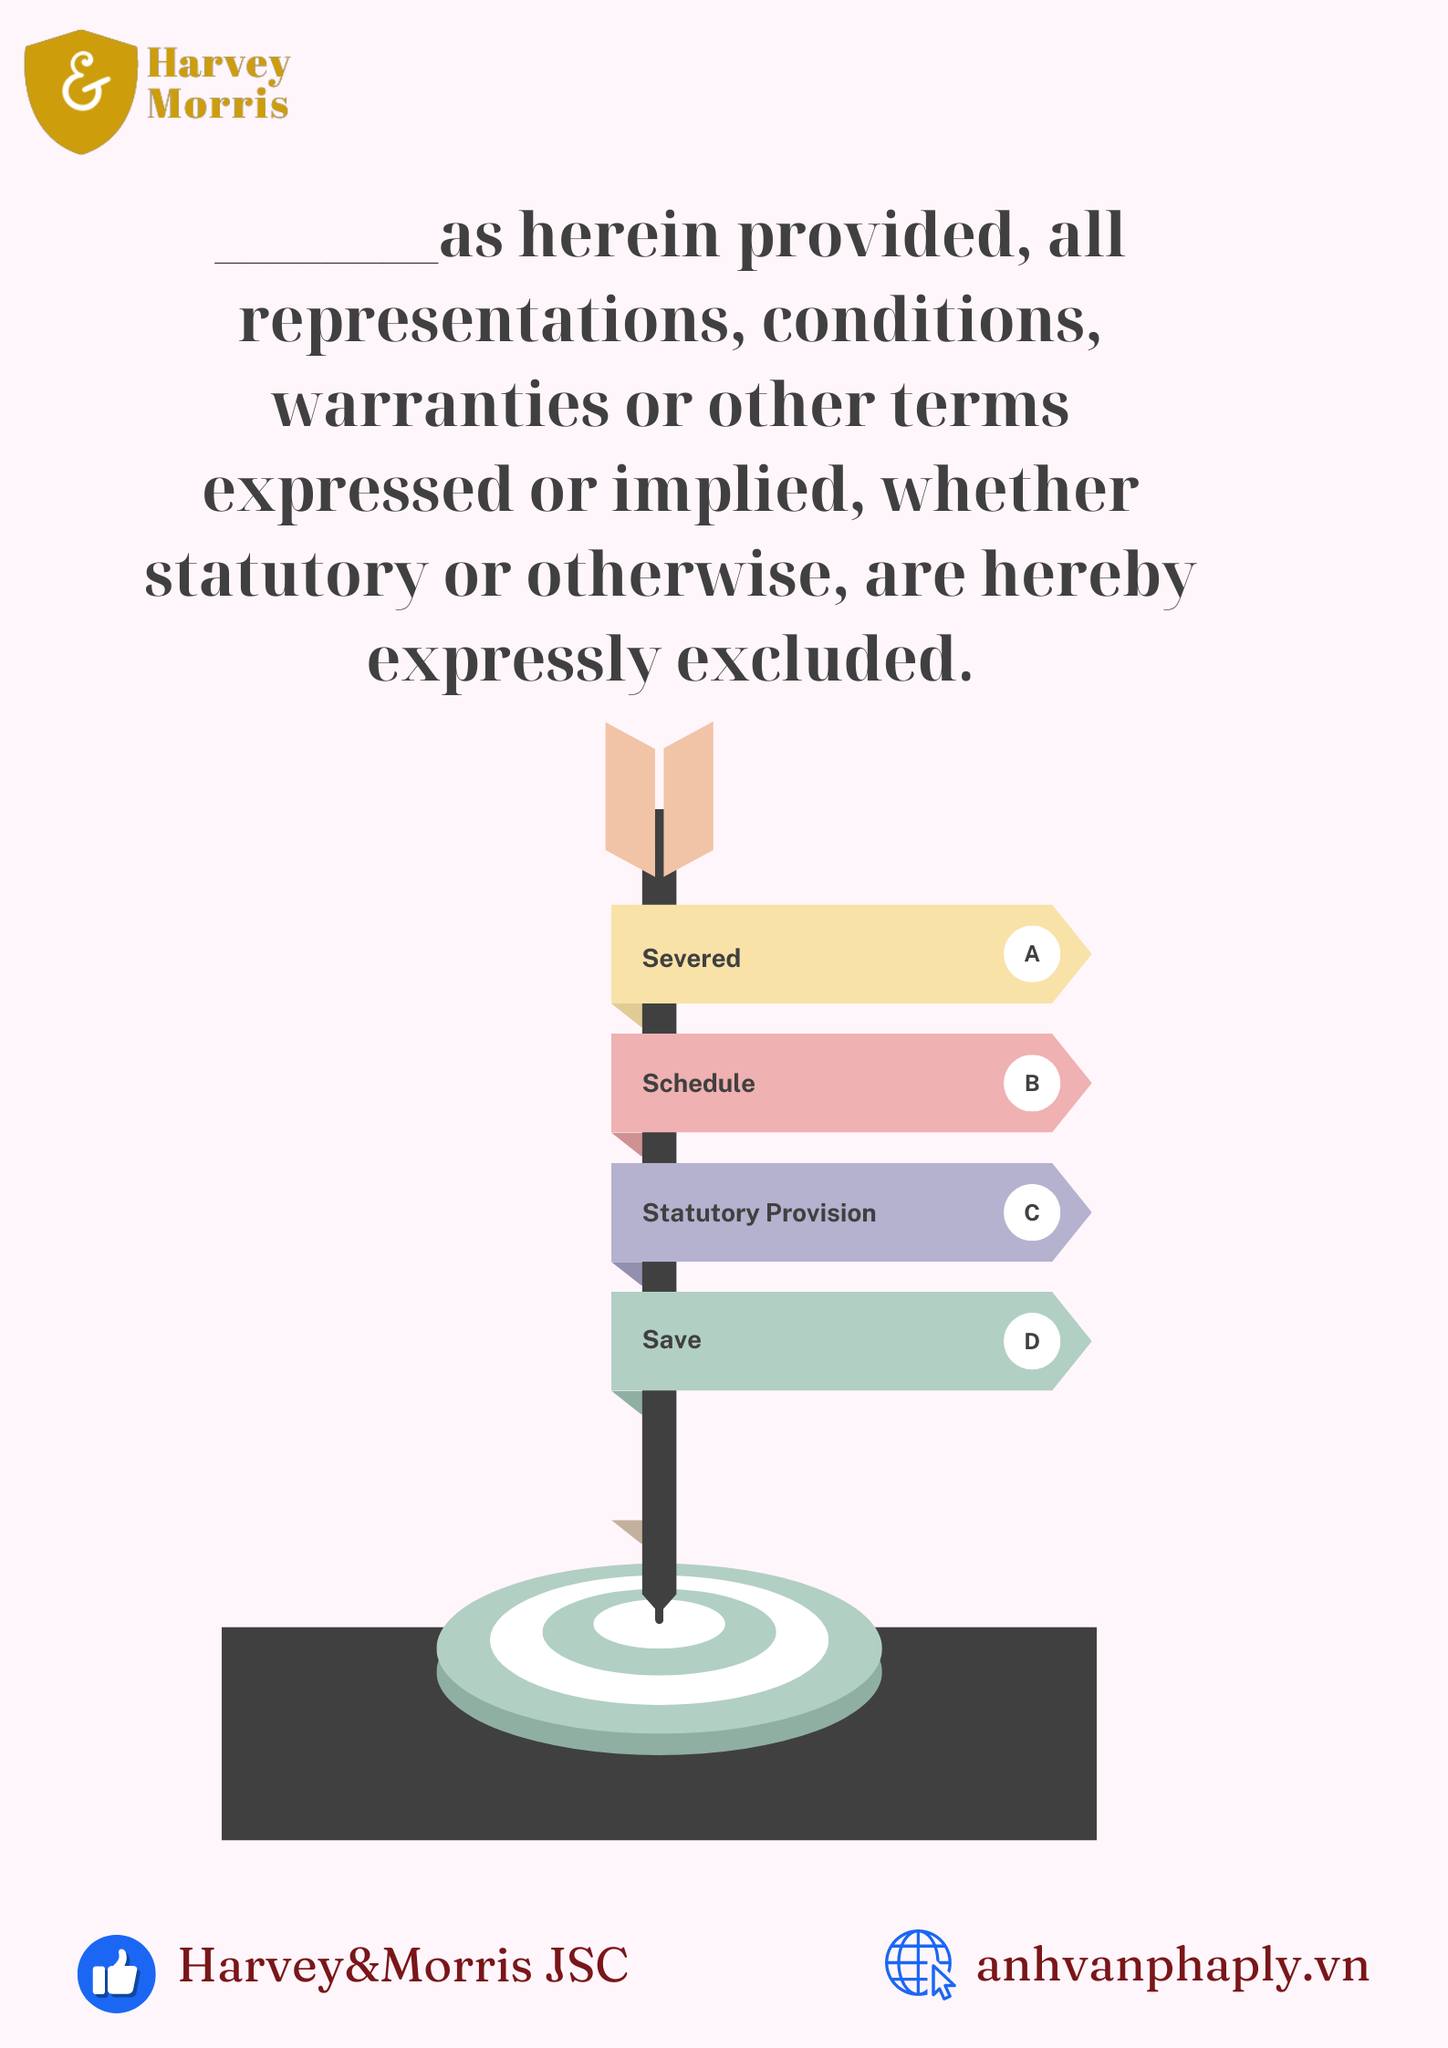 &
Harvey
Morris
________as herein provided, all
representations, conditions,
warranties or other terms
expressed or implied, whether
statutory or otherwise, are hereby
expressly excluded.
Severed A
Schedule B
Statutory Provision C
Save D
Harvey&Morris JSC
anhvanphaply.vn